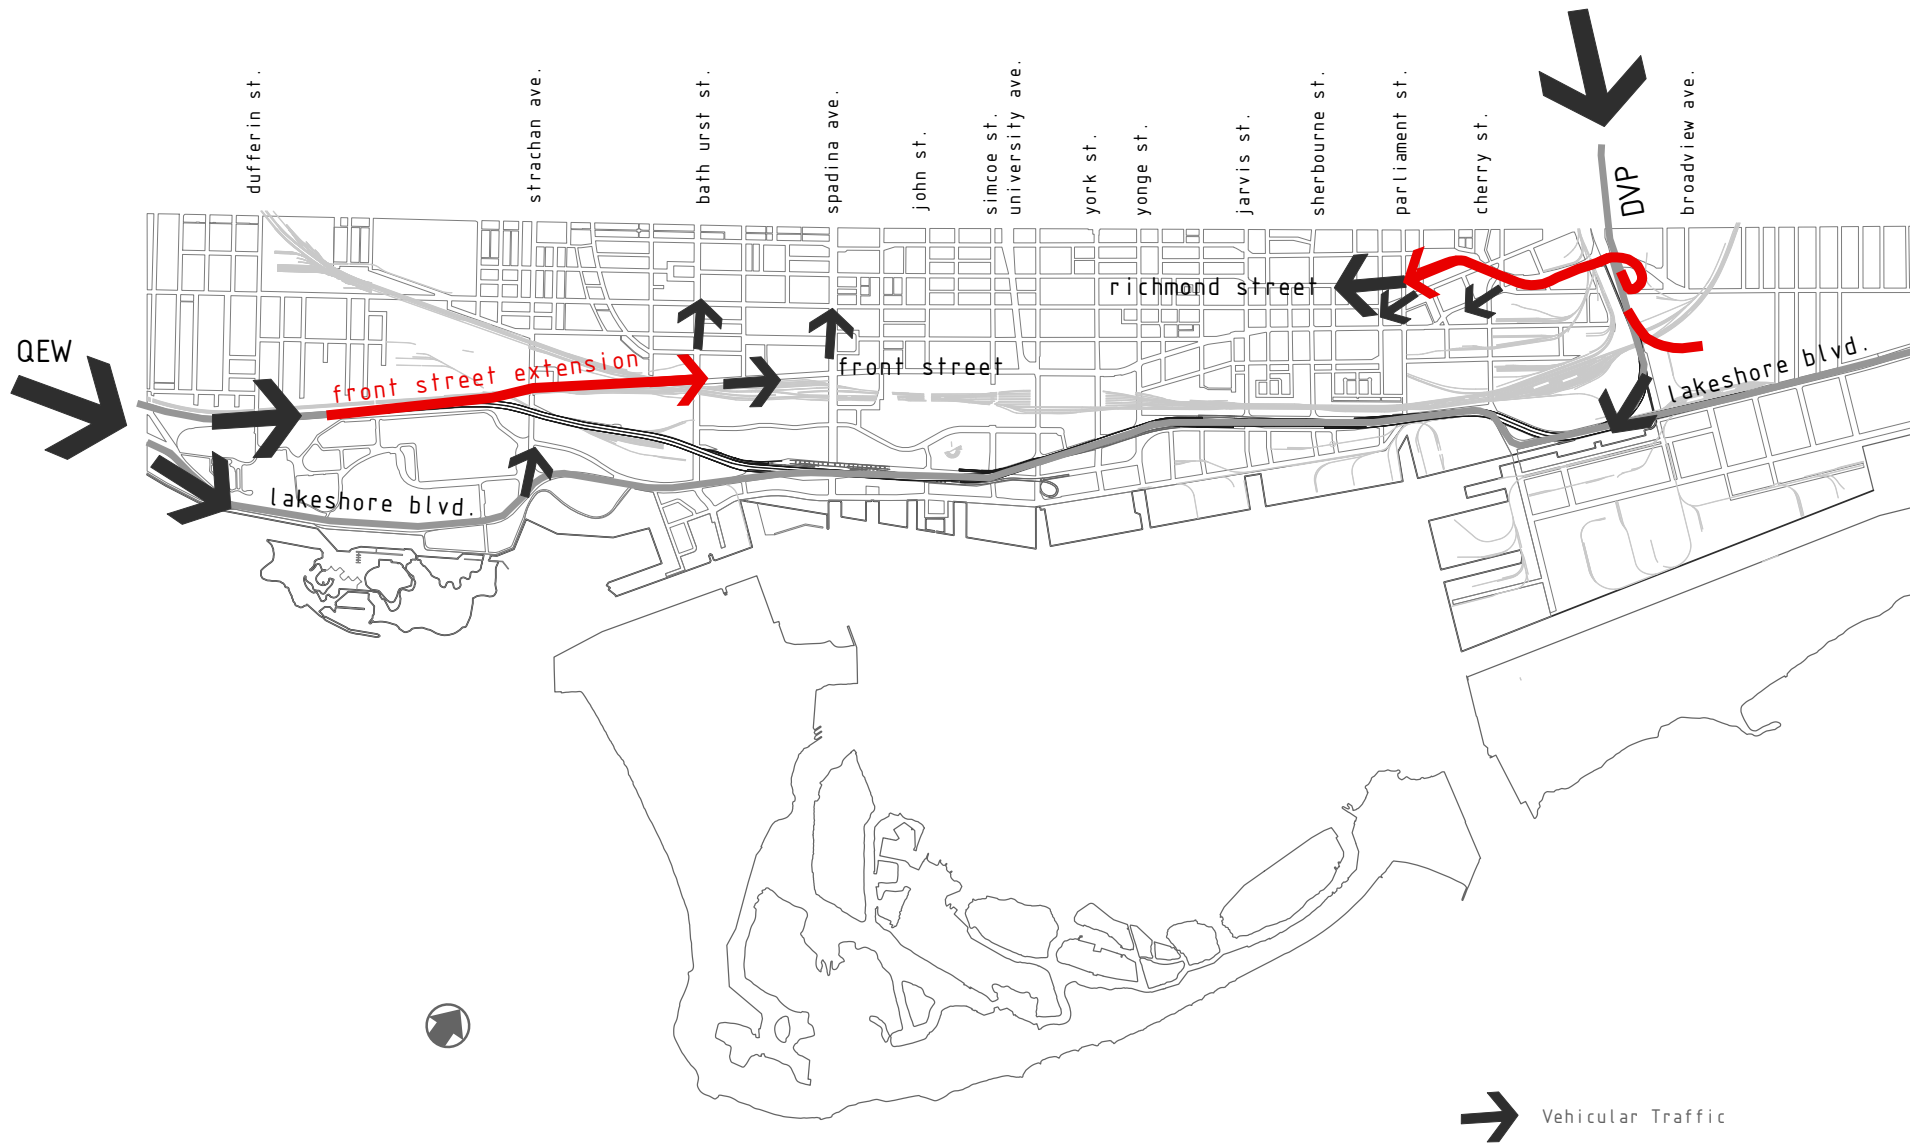 dufferin st.
strachan ave.
bath urst st.
spadina ave.
john st.
simcoe st.
university ave.
york st.
yonge st.
jarvis st.
sherbourne st.
parliament st.
cherry st.
DVP
broadview ave.
richmond street
QEW
front street extension
front street
lakeshore blvd.
lakeshore blvd.
Vehicular Traffic